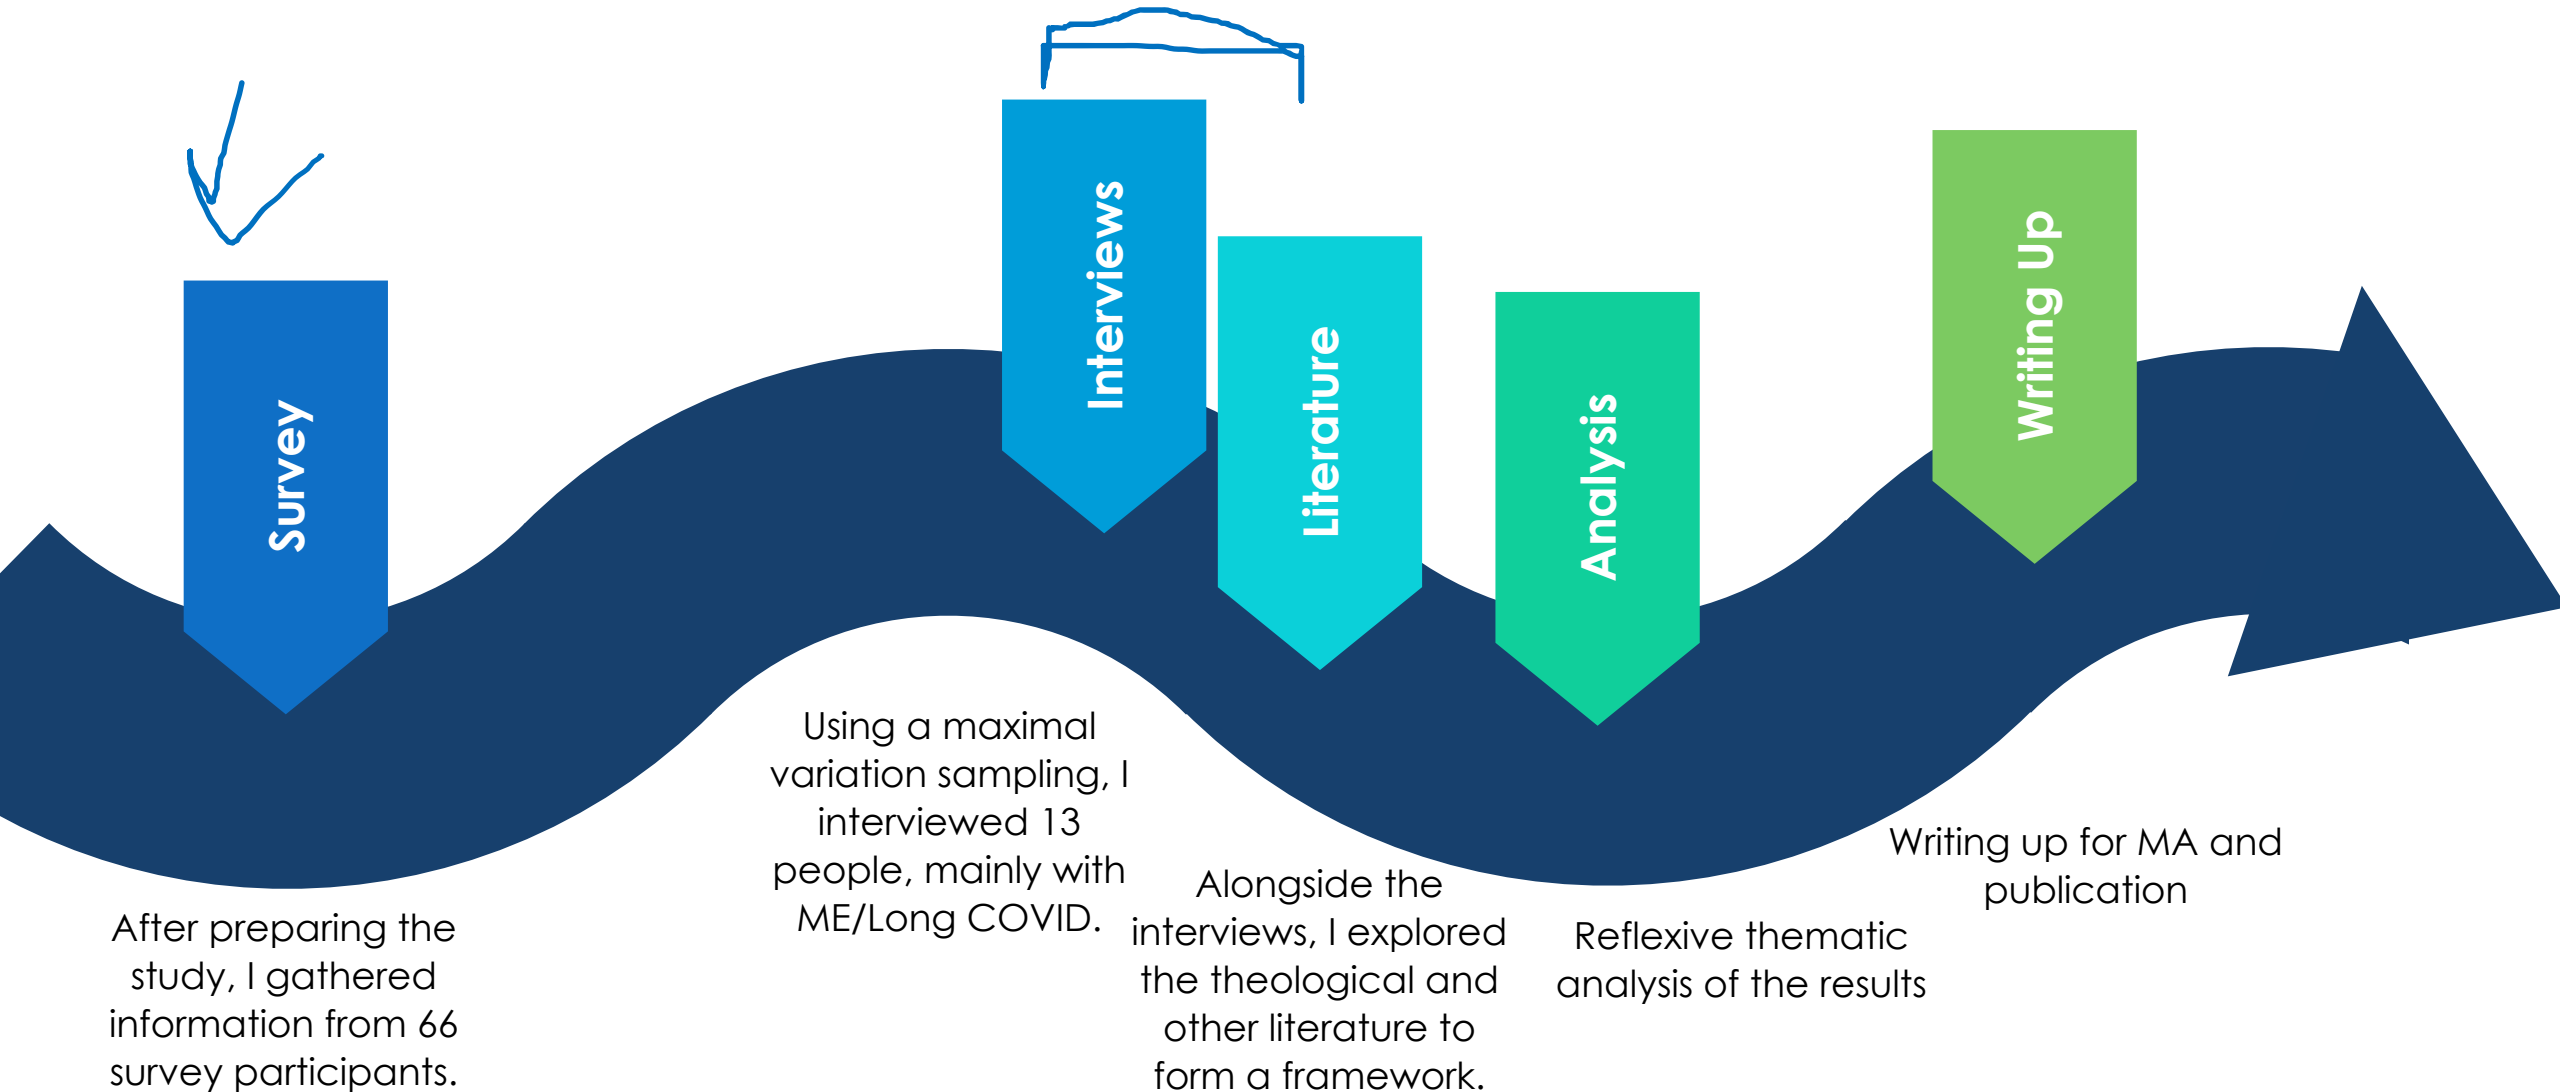 Survey
Interviews
Literature
Analysis
Writing Up
After preparing the
study, I gathered
information from 66
survey participants.
Using a maximal
variation sampling, I
interviewed 13
people, mainly with
ME/Long COVID.
Alongside the
interviews, I explored
the theological and
other literature to
form a framework.
Reflexive thematic
analysis of the results
Writing up for MA and
publication